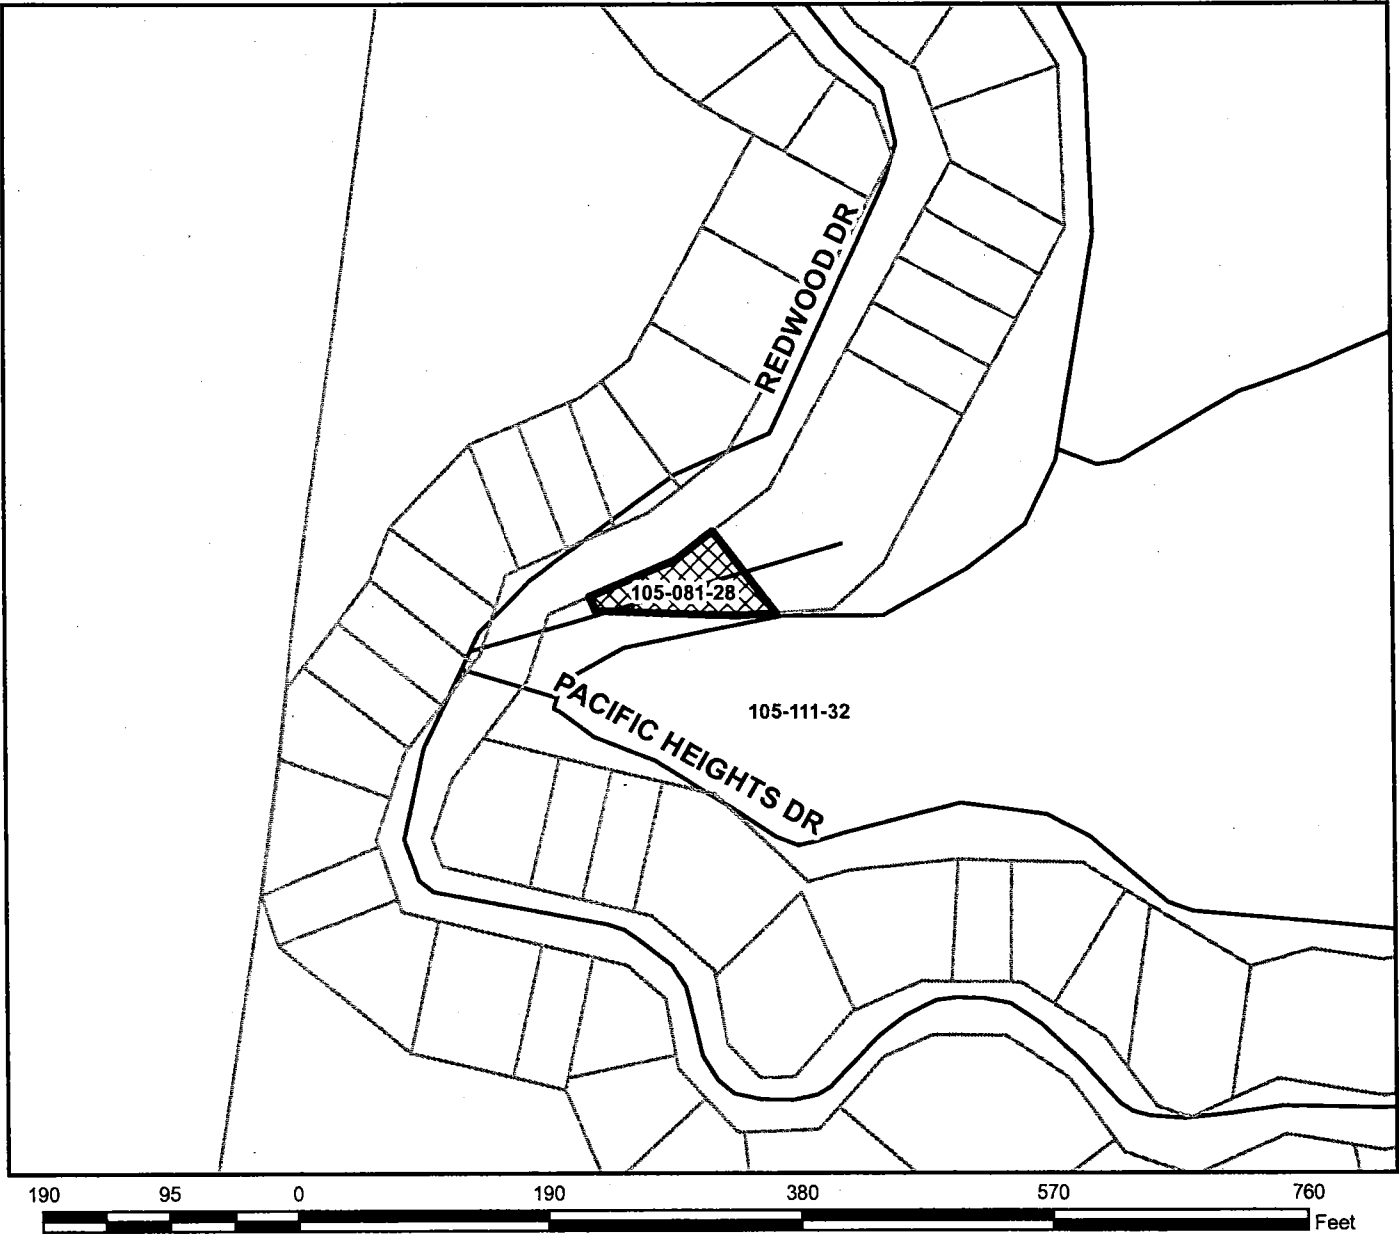 REDWOOD DR
105-081-28
PACIFIC HEIGHTS DR
105-111-32
190 95 0 190 380 570 760
Feet